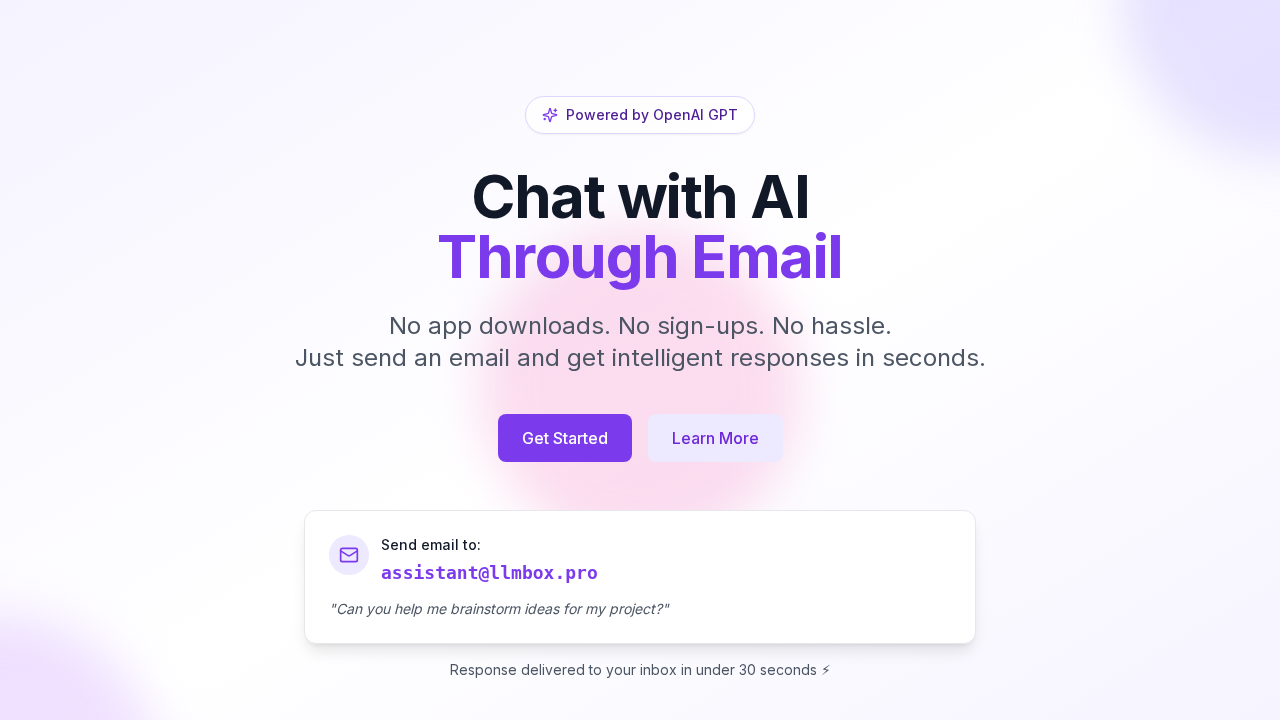 Powered by OpenAI GPT
Chat with AI
Through Email
No app downloads. No sign-ups. No hassle.
Just send an email and get intelligent responses in seconds.
Get Started
Learn More
Send email to:
assistant@llmbox.pro
"Can you help me brainstorm ideas for my project?"
Response delivered to your inbox in under 30 seconds ⚡